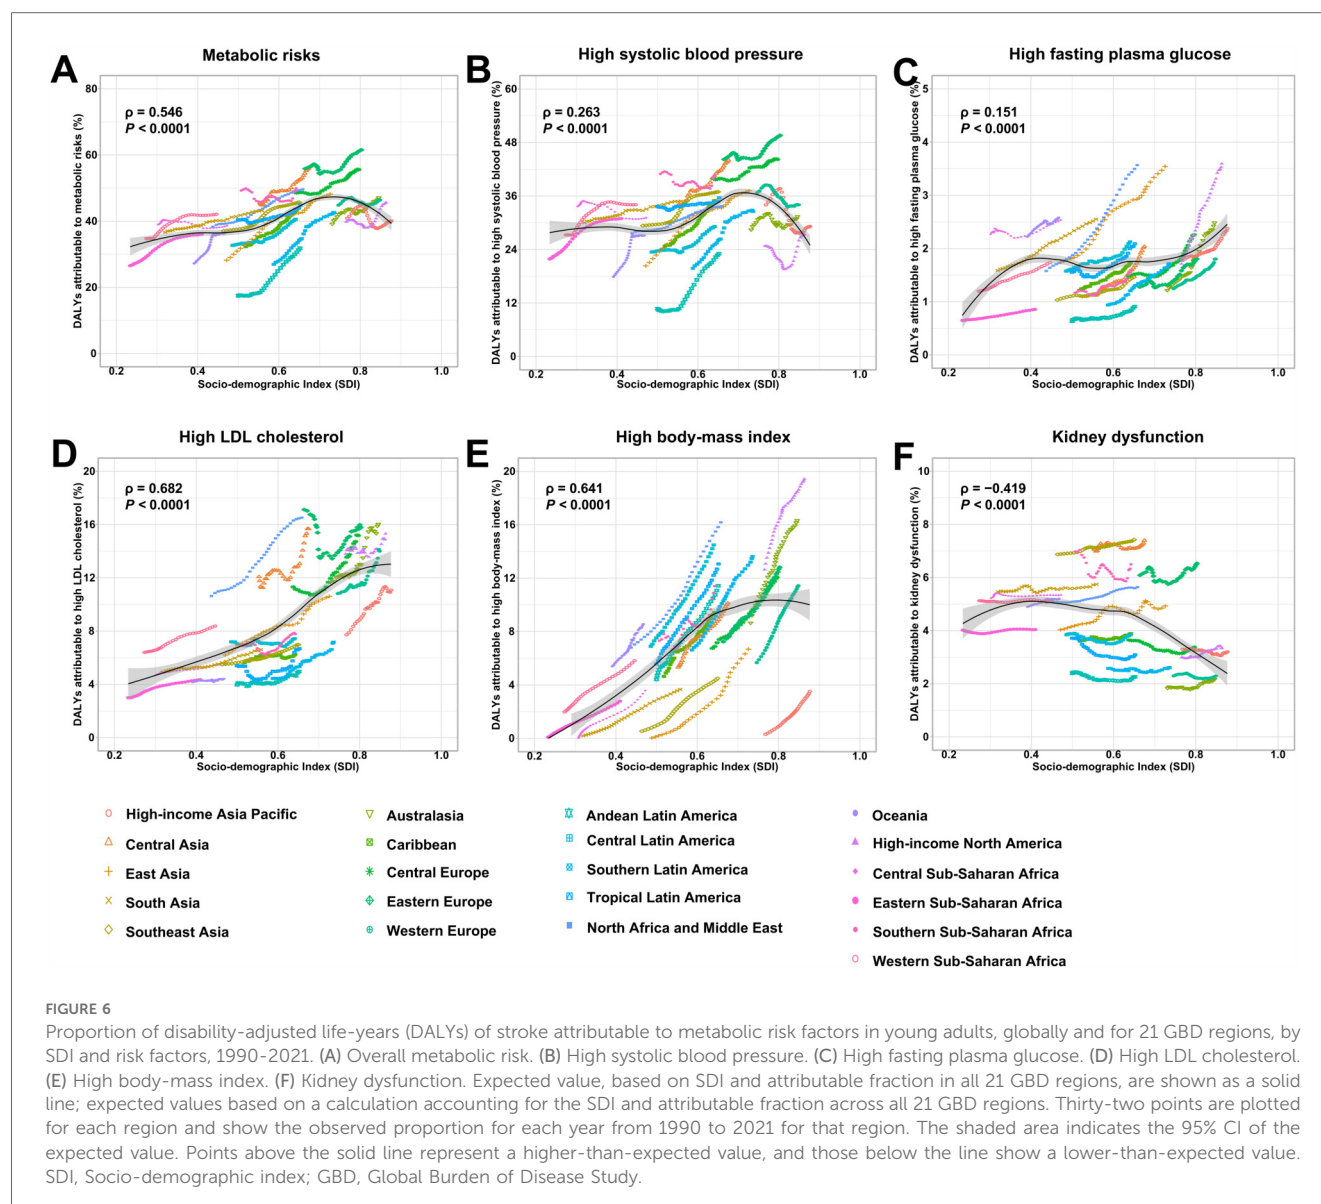 A
Metabolic risks
DALYs attributable to metabolic risks (%)
ρ = 0.546
P < 0.0001
80
60
40
20
0
0.2 0.4 0.6 0.8 1.0
Socio-demographic Index (SDI)
B
High systolic blood pressure
DALYs attributable to high systolic blood pressure (%)
ρ = 0.263
P < 0.0001
60
48
36
24
12
0
0.2 0.4 0.6 0.8 1.0
Socio-demographic Index (SDI)
C
High fasting plasma glucose
DALYs attributable to high fasting plasma glucose (%)
ρ = 0.151
P < 0.0001
5
4
3
2
1
0
0.2 0.4 0.6 0.8 1.0
Socio-demographic Index (SDI)
D
High LDL cholesterol
DALYs attributable to high LDL cholesterol (%)
ρ = 0.682
P < 0.0001
20
16
12
8
4
0
0.2 0.4 0.6 0.8 1.0
Socio-demographic Index (SDI)
E
High body-mass index
DALYs attributable to high body-mass index (%)
ρ = 0.641
P < 0.0001
20
16
12
8
4
0
0.2 0.4 0.6 0.8 1.0
Socio-demographic Index (SDI)
F
Kidney dysfunction
DALYs attributable to kidney dysfunction (%)
ρ = −0.419
P < 0.0001
10
8
6
4
2
0
0.2 0.4 0.6 0.8 1.0
Socio-demographic Index (SDI)
High-income Asia Pacific
Central Asia
East Asia
South Asia
Southeast Asia
Australasia
Caribbean
Central Europe
Eastern Europe
Western Europe
Andean Latin America
Central Latin America
Southern Latin America
Tropical Latin America
North Africa and Middle East
Oceania
High-income North America
Central Sub-Saharan Africa
Eastern Sub-Saharan Africa
Southern Sub-Saharan Africa
Western Sub-Saharan Africa
FIGURE 6
Proportion of disability-adjusted life-years (DALYs) of stroke attributable to metabolic risk factors in young adults, globally and for 21 GBD regions, by
SDI and risk factors, 1990-2021. (A) Overall metabolic risk. (B) High systolic blood pressure. (C) High fasting plasma glucose. (D) High LDL cholesterol.
(E) High body-mass index. (F) Kidney dysfunction. Expected value, based on SDI and attributable fraction in all 21 GBD regions, are shown as a solid
line; expected values based on a calculation accounting for the SDI and attributable fraction across all 21 GBD regions. Thirty-two points are plotted
for each region and show the observed proportion for each year from 1990 to 2021 for that region. The shaded area indicates the 95% CI of the
expected value. Points above the solid line represent a higher-than-expected value, and those below the line show a lower-than-expected value.
SDI, Socio-demographic index; GBD, Global Burden of Disease Study.